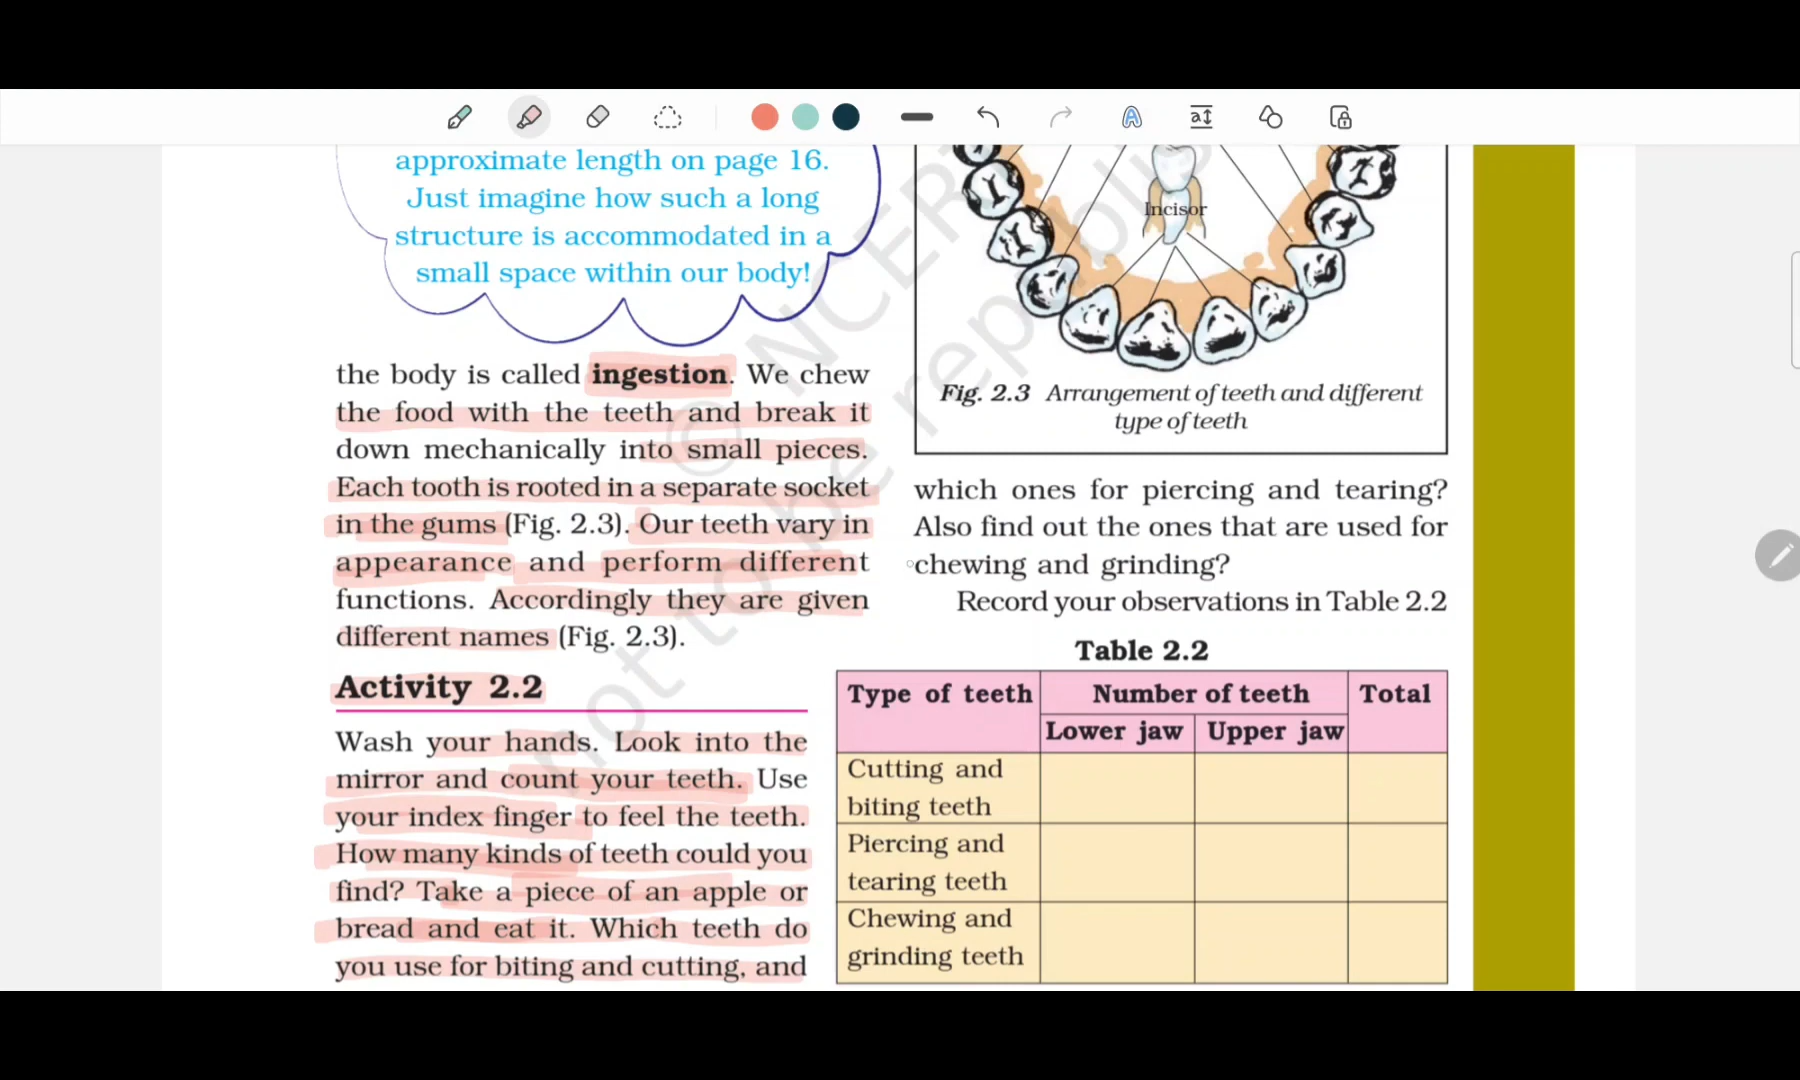 approximate length on page 16.
Just imagine how such a long
structure is accommodated in a
small space within our body!
the body is called ingestion. We chew
the food with the teeth and break it
down mechanically into small pieces.
Each tooth is rooted in a separate socket
in the gums (Fig. 2.3). Our teeth vary in
appearance and perform different
functions. Accordingly they are given
different names (Fig. 2.3).
Activity 2.2
Wash your hands. Look into the
mirror and count your teeth. Use
your index finger to feel the teeth.
How many kinds of teeth could you
find? Take a piece of an apple or
bread and eat it. Which teeth do
you use for biting and cutting, and
Incisor
Fig. 2.3 Arrangement of teeth and different
type of teeth
which ones for piercing and tearing?
Also find out the ones that are used for
chewing and grinding?
Record your observations in Table 2.2
Table 2.2
Type of teeth Number of teeth Total
Lower jaw Upper jaw
Cutting and
biting teeth
Piercing and
tearing teeth
Chewing and
grinding teeth
© NCER
not to be republi